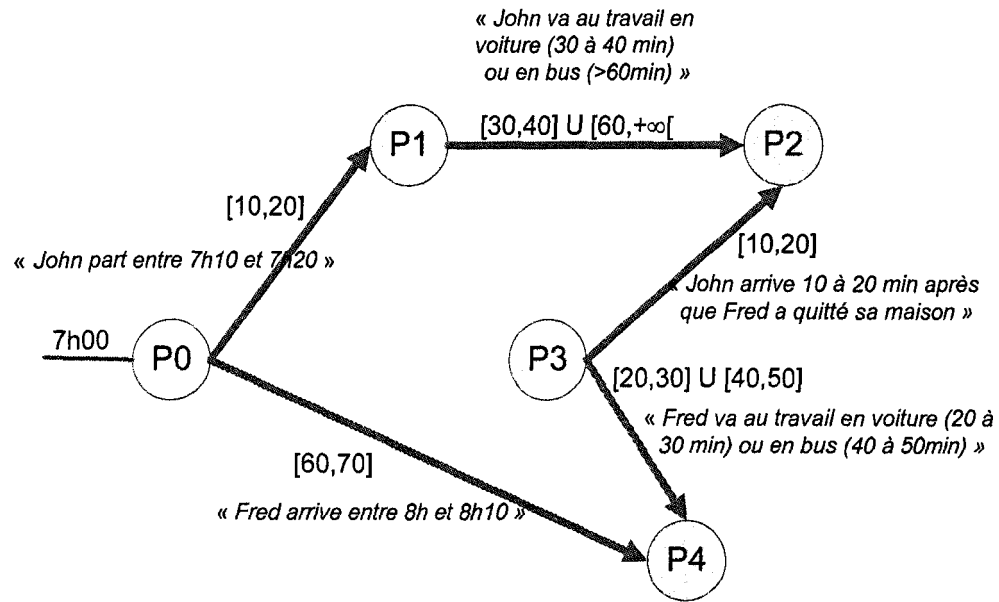 « John va au travail en
voiture (30 à 40 min)
ou en bus (>60min) »
P1
[30,40] U [60,+∞[
P2
[10,20]
« John part entre 7h10 et 7h20 »
[10,20]
« John arrive 10 à 20 min après
que Fred a quitté sa maison »
7h00
P0
P3
[20,30] U [40,50]
« Fred va au travail en voiture (20 à
30 min) ou en bus (40 à 50min) »
[60,70]
« Fred arrive entre 8h et 8h10 »
P4